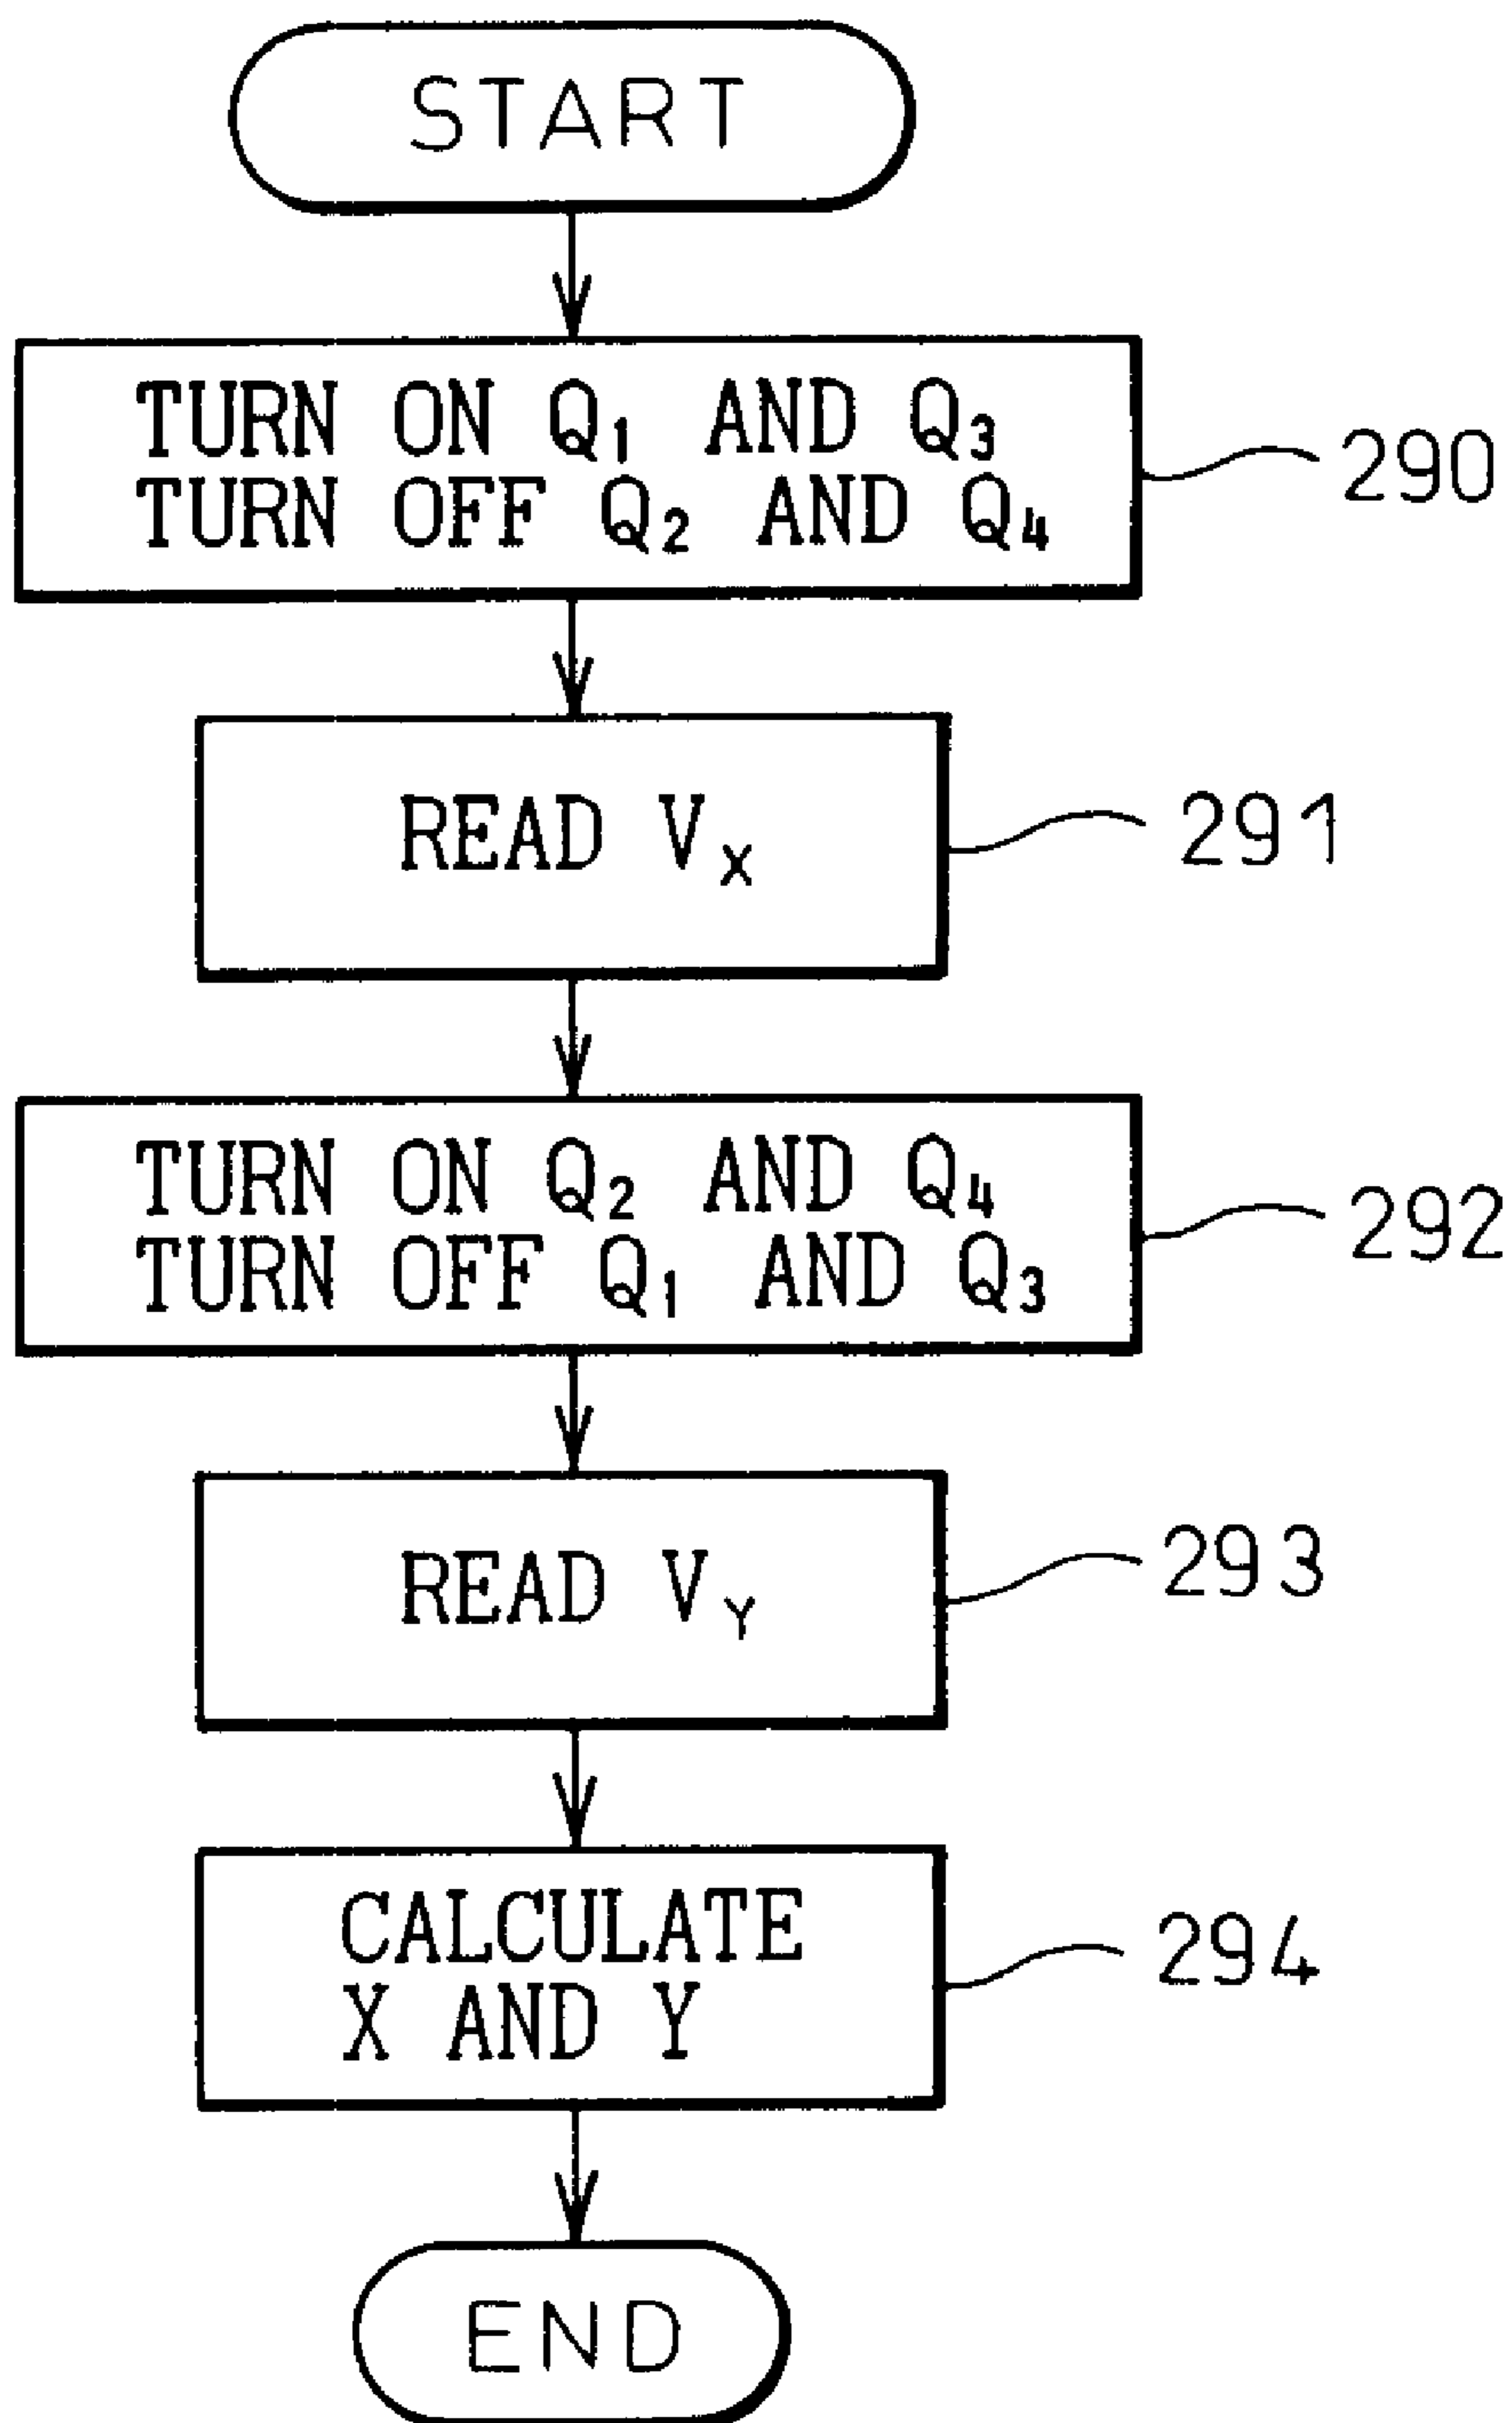 START
TURN ON Q₁ AND Q₃
TURN OFF Q₂ AND Q₄
290
READ Vₓ
291
TURN ON Q₂ AND Q₄
TURN OFF Q₁ AND Q₃
292
READ V_Y
293
CALCULATE
X AND Y
294
END